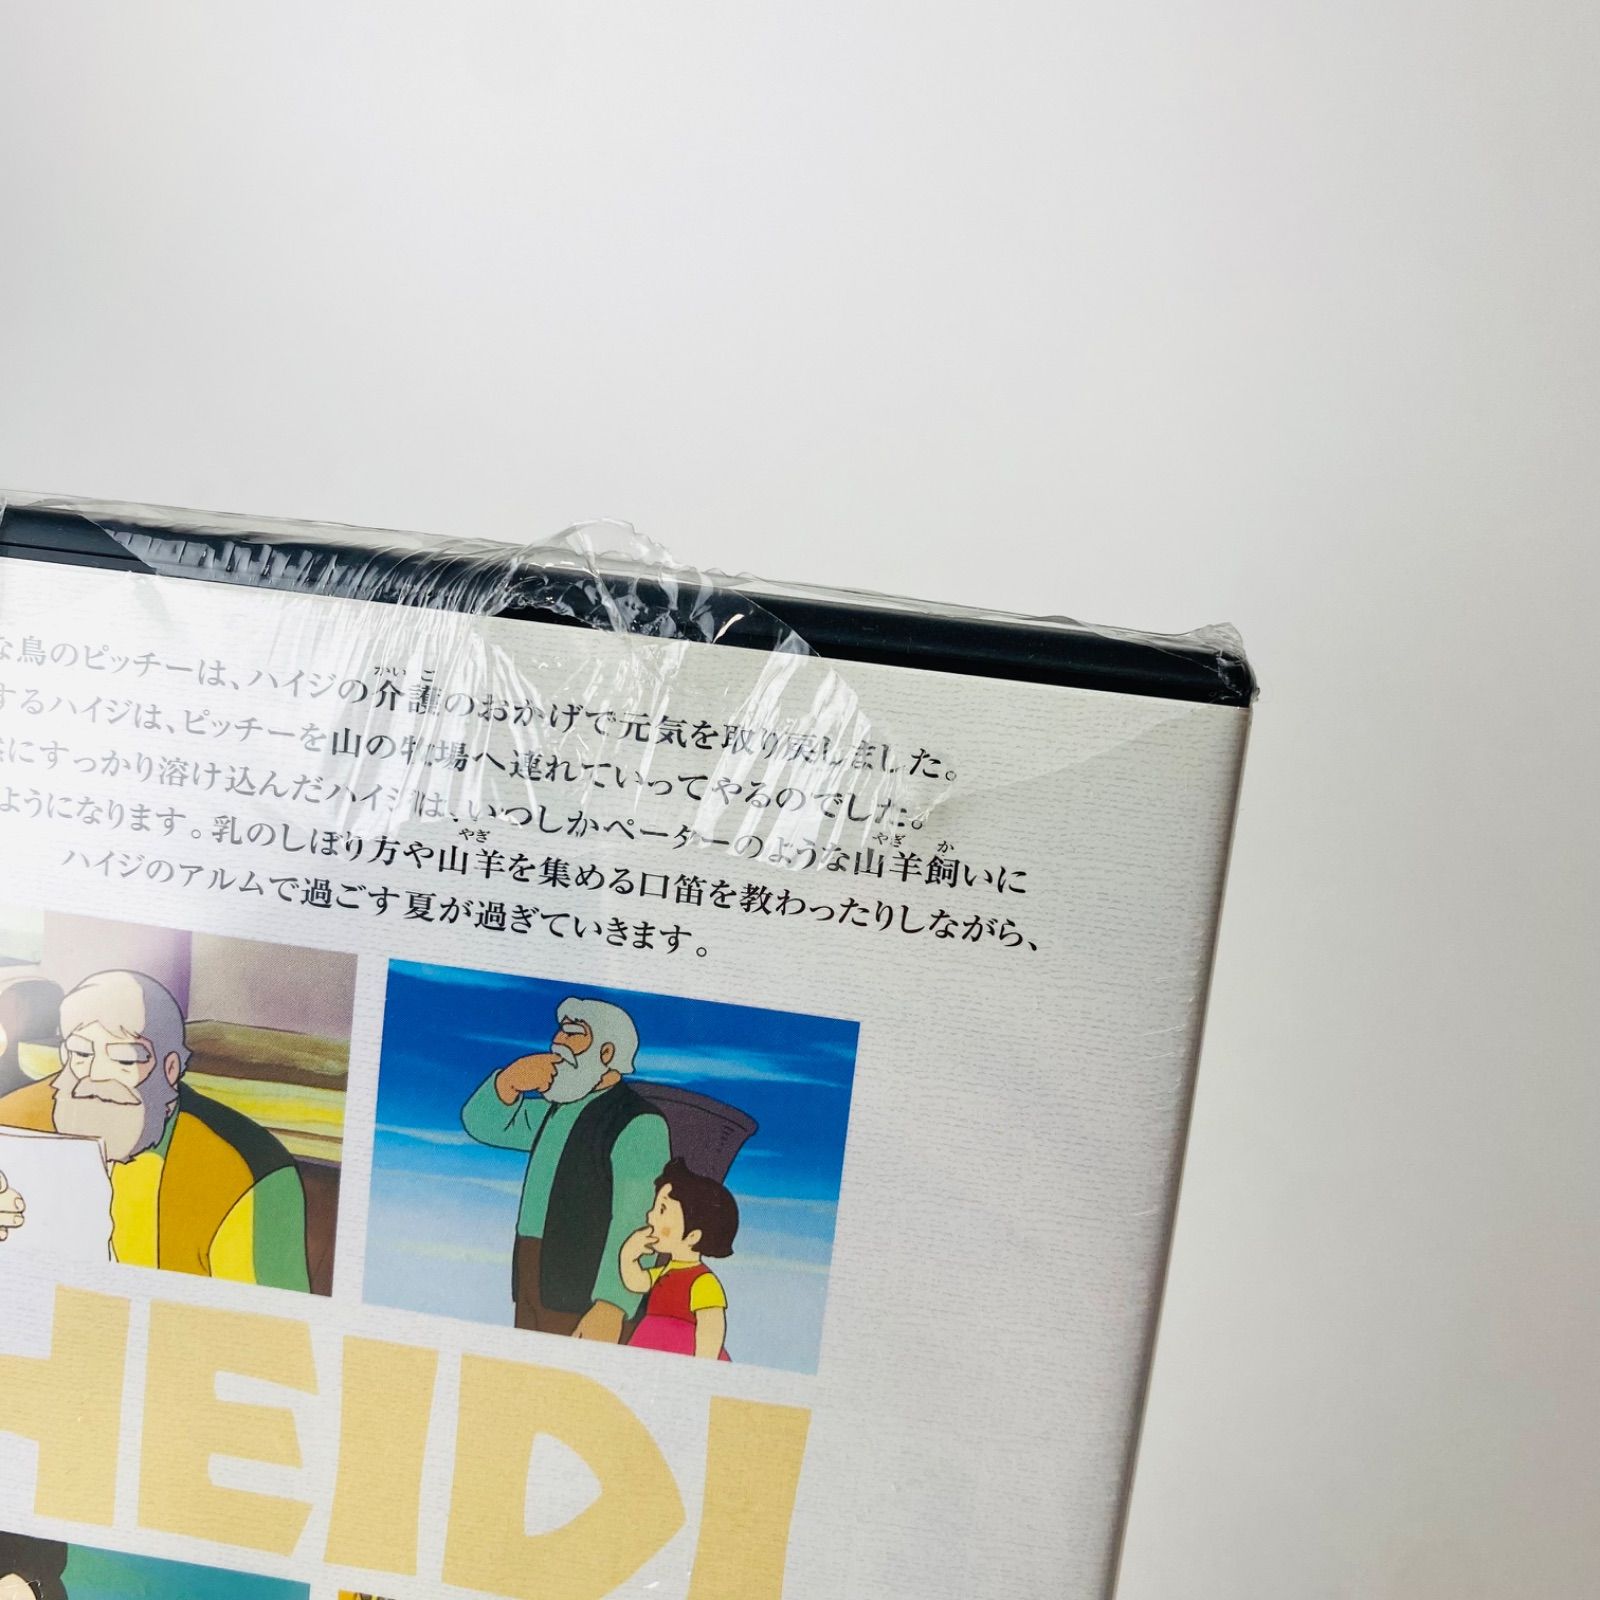 な鳥のピッチーは、ハイジの介護のおかげで元気を取り戻しました。
するハイジは、ピッチーを山の牧場へ連れていってやるのでした。
にすっかり溶け込んだハイジは、いつしかペーターのような山羊飼いに
ようになります。乳のしぼり方や山羊を集める口笛を教わったりしながら、
ハイジのアルムで過ごす夏が過ぎていきます。
HEIDI